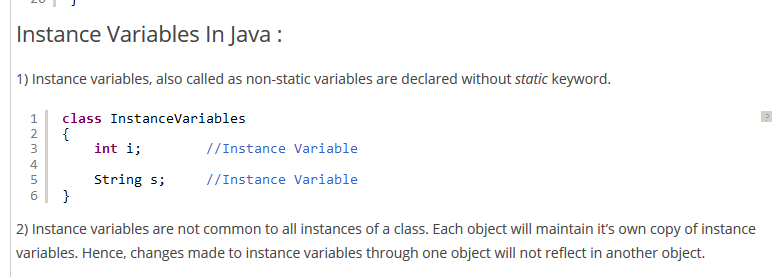 Instance Variables In Java :
1) Instance variables, also called as non-static variables are declared without static keyword.
1 class InstanceVariables
2 {
3 int i; //Instance Variable
4
5 String s; //Instance Variable
6 }
?
2) Instance variables are not common to all instances of a class. Each object will maintain it’s own copy of instance
variables. Hence, changes made to instance variables through one object will not reflect in another object.